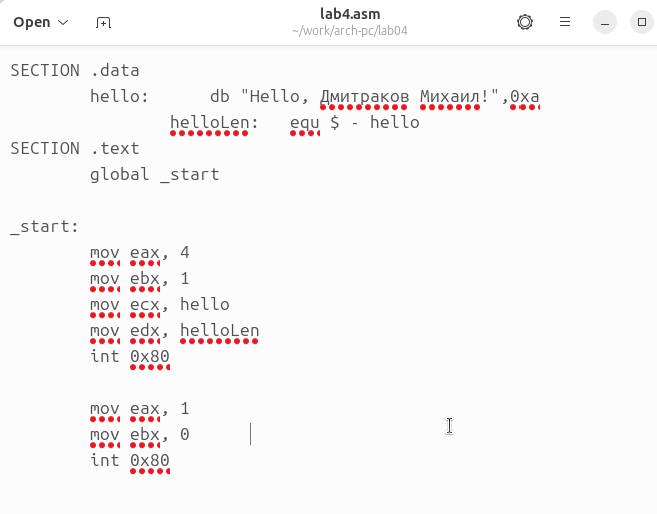 Open
lab4.asm
~/work/arch-pc/lab04
SECTION .data
hello: db "Hello, Дмитраков Михаил!",0xa
helloLen: equ $ - hello
SECTION .text
global _start
_start:
mov eax, 4
mov ebx, 1
mov ecx, hello
mov edx, helloLen
int 0x80
mov eax, 1
mov ebx, 0
int 0x80